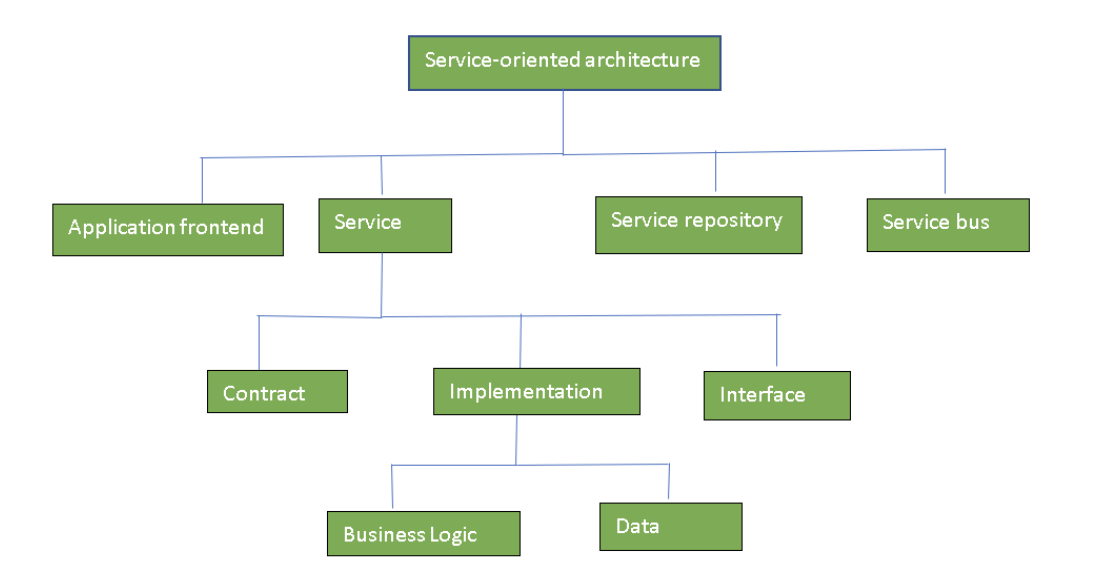 Service-oriented architecture
Application frontend
Service
Service repository
Service bus
Contract
Implementation
Interface
Business Logic
Data